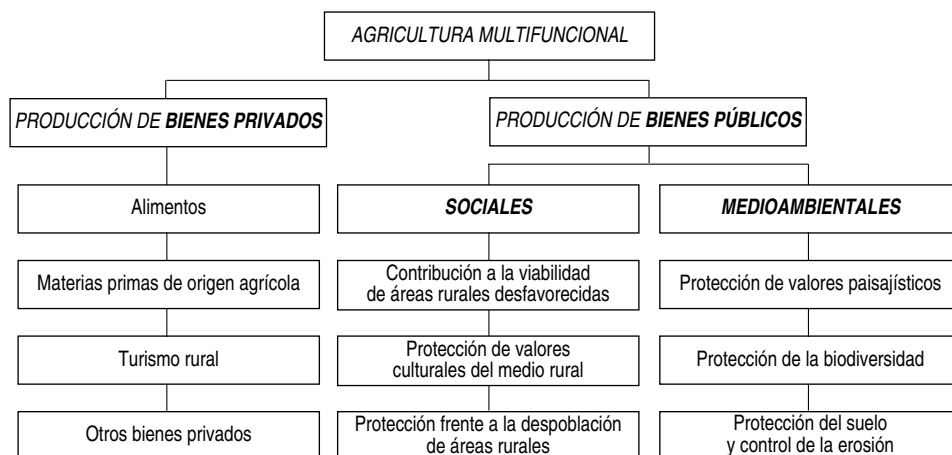 AGRICULTURA MULTIFUNCIONAL
PRODUCCIÓN DE BIENES PRIVADOS
PRODUCCIÓN DE BIENES PÚBLICOS
Alimentos
SOCIALES
MEDIOAMBIENTALES
Materias primas de origen agrícola
Contribución a la viabilidad
de áreas rurales desfavorecidas
Protección de valores paisajísticos
Turismo rural
Protección de valores
culturales del medio rural
Protección de la biodiversidad
Otros bienes privados
Protección frente a la despoblación
de áreas rurales
Protección del suelo
y control de la erosión